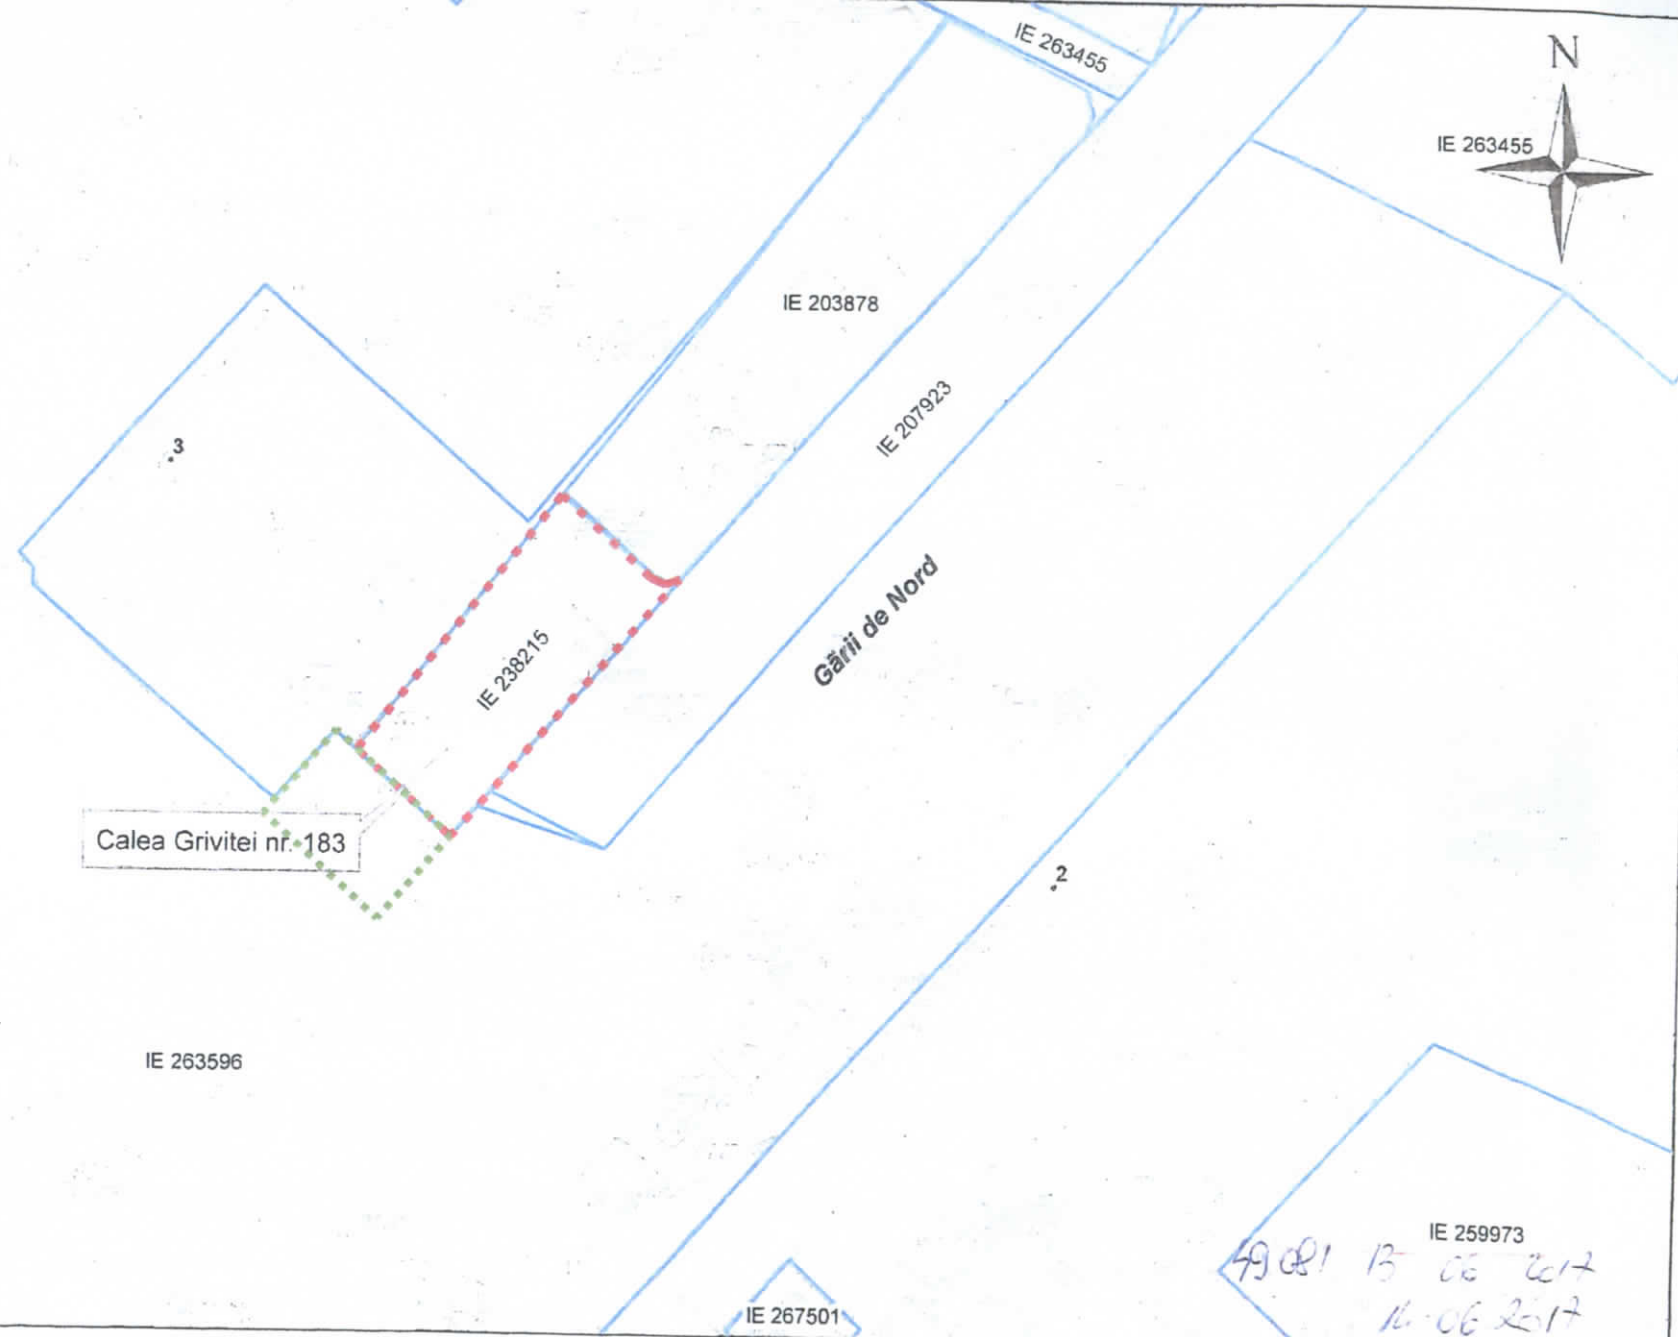 IE 263455
N
IE 263455
IE 203878
IE 207923
.3
Gării de Nord
IE 238215
Calea Grivitei nr. 183
.2
IE 263596
IE 259973
49081 13 06 2017
06 2017
IE 267501